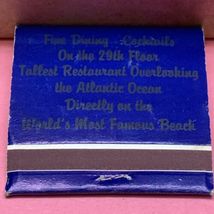 Fine Dining - Cocktails
On the 29th Floor
Tallest Restaurant Overlooking
the Atlantic Ocean
Directly on the
World's Most Famous Beach